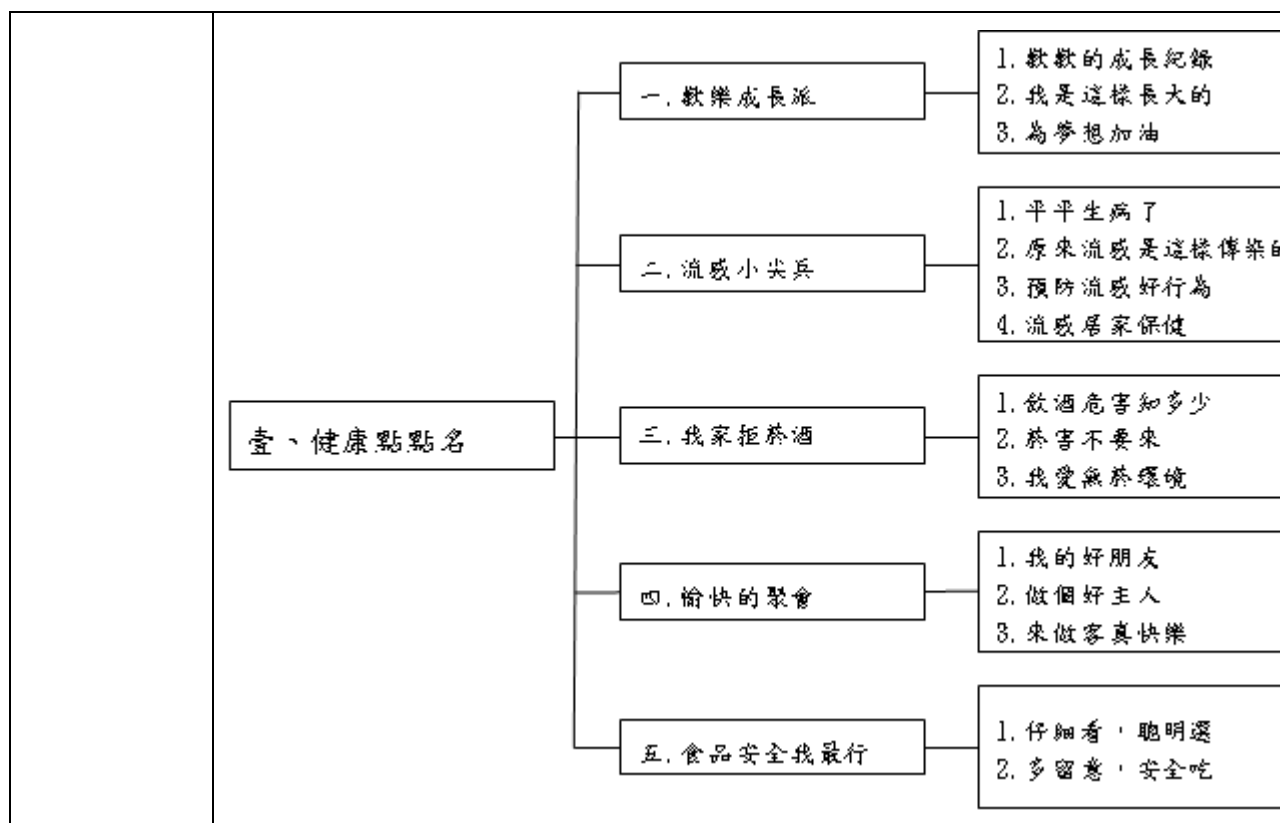 壹、健康點點名
一. 歡樂成長派
1. 歡歡的成長紀錄
2. 我是這樣長大的
3. 為夢想加油
二. 流感小尖兵
1. 平平生病了
2. 原來流感是這樣傳染的
3. 預防流感好行為
4. 流感居家保健
三. 我家拒菸酒
1. 飲酒危害知多少
2. 菸害不要來
3. 我愛無菸環境
四. 愉快的聚會
1. 我的好朋友
2. 做個好主人
3. 來做客真快樂
五. 食品安全我最行
1. 仔細看,聰明選
2. 多留意,安全吃